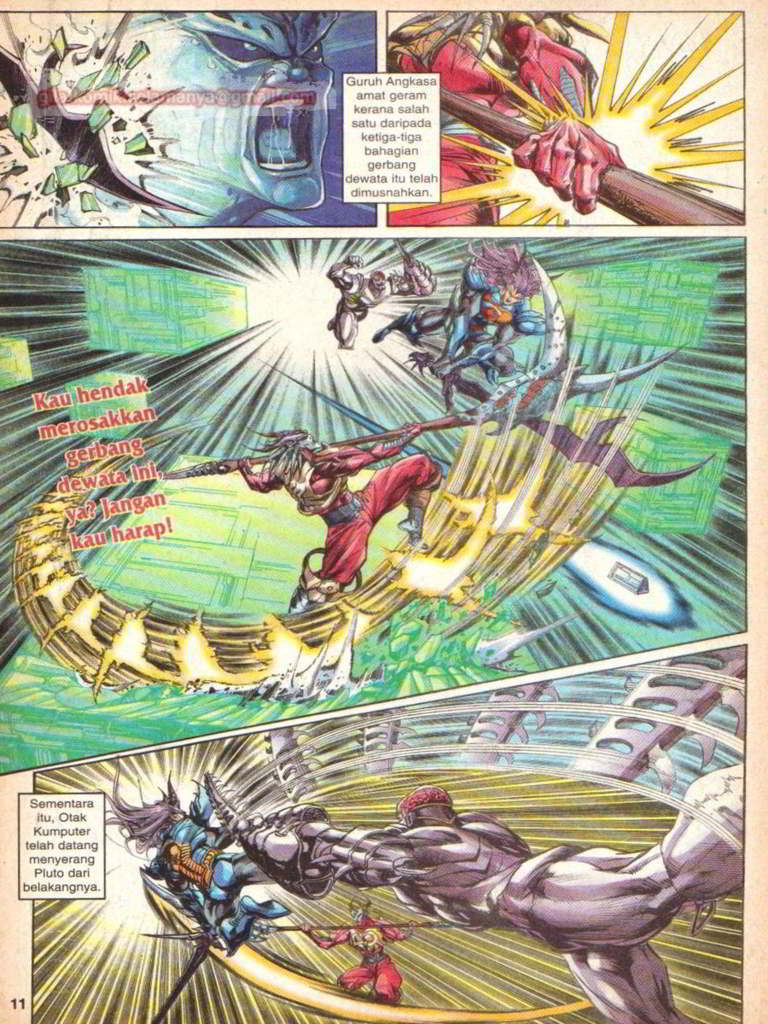 Guruh Angkasa
amat geram
kerana salah
satu daripada
ketiga-tiga
bahagian
gerbang
dewata itu telah
dimusnahkan.
Kau hendak
merosakkan
gerbang
dewata ini,
ya? Jangan
kau harap!
Sementara
itu, Otak
Kumputer
telah datang
menyerang
Pluto dari
belakangnya.
11